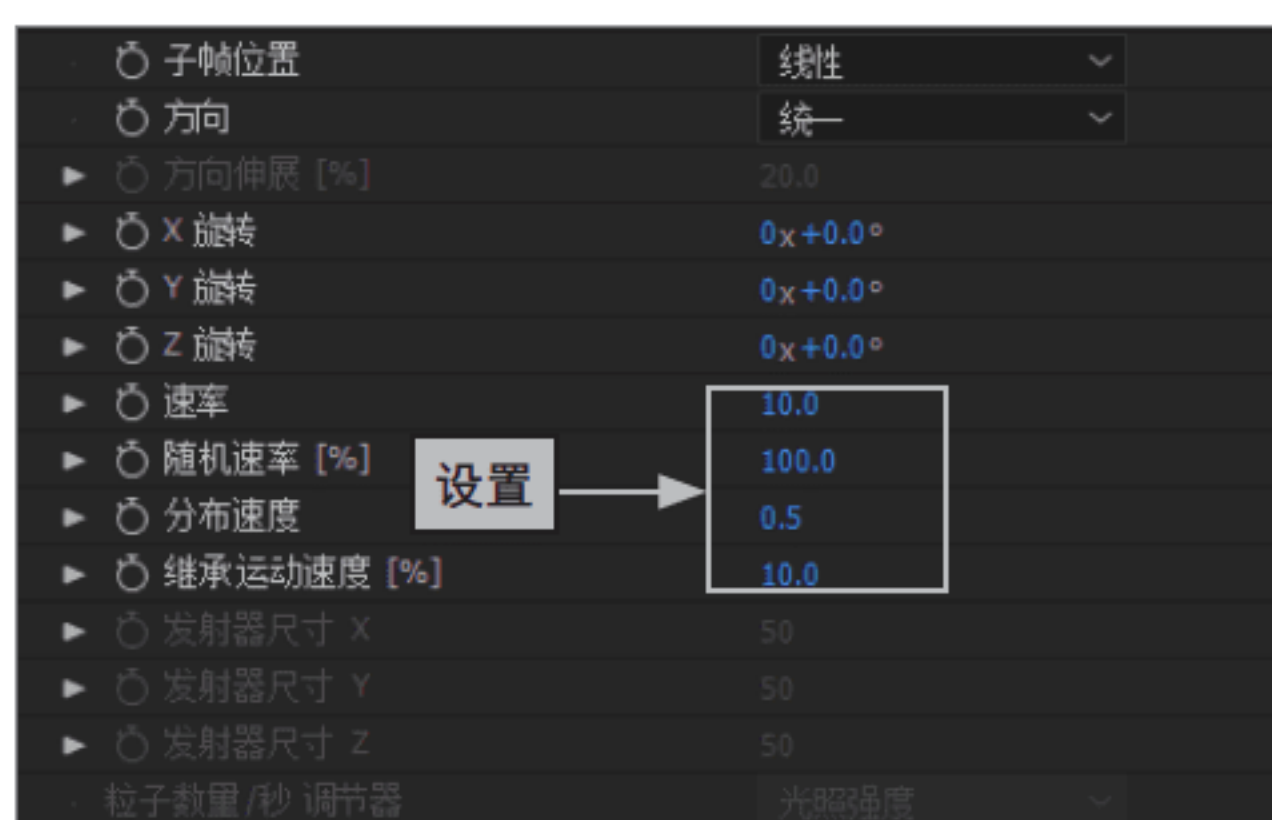 子帧位置 线性
方向 统一
方向伸展 [%] 20.0
X 旋转 0x+0.0°
Y 旋转 0x+0.0°
Z 旋转 0x+0.0°
速率 10.0
随机速率 [%] 100.0
设置
分布速度 0.5
继承运动速度 [%] 10.0
发射器尺寸 X 50
发射器尺寸 Y 50
发射器尺寸 Z 50
粒子数量/秒 调节器 光照强度